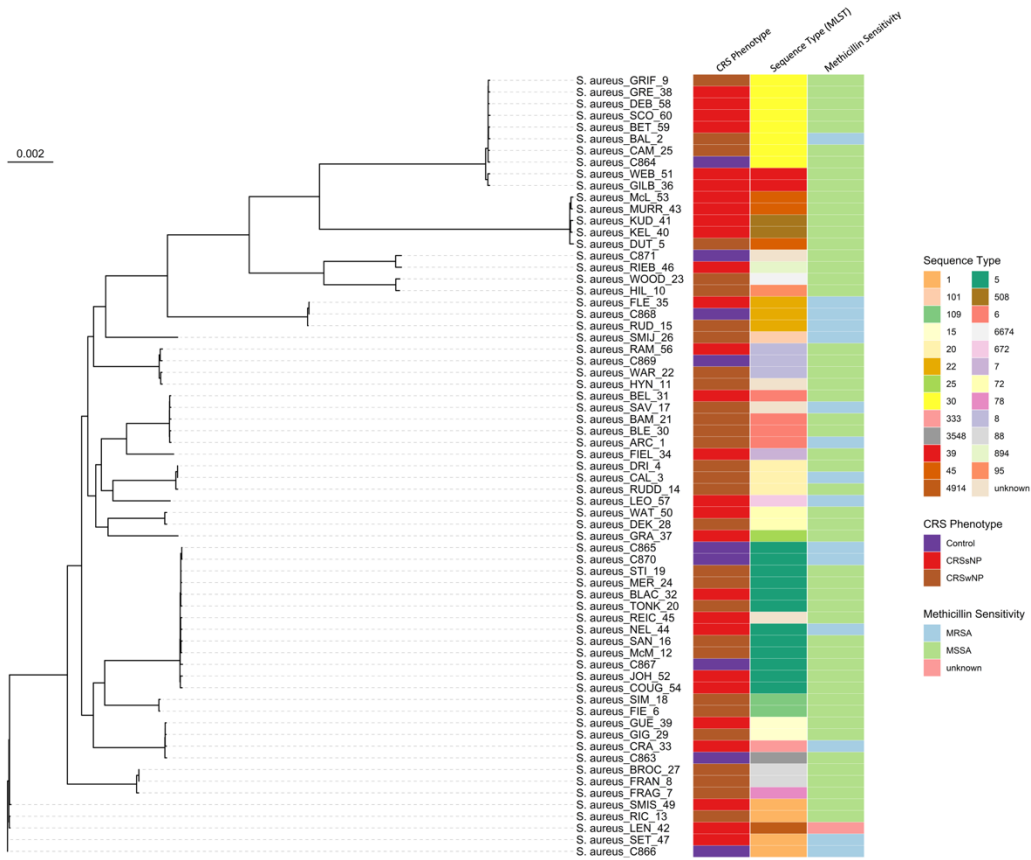 CRS Phenotype
Sequence Type (MLST)
Methicillin Sensitivity
0.002
S. aureus_GRIF_9
S. aureus_GRE_38
S. aureus_DEB_58
S. aureus_SCO_60
S. aureus_BET_59
S. aureus_BAL_2
S. aureus_CAM_25
S. aureus_C864
S. aureus_WEB_51
S. aureus_GILB_36
S. aureus_McL_53
S. aureus_MURR_43
S. aureus_KUD_41
S. aureus_KEL_40
S. aureus_DUT_5
S. aureus_C871
S. aureus_RIEB_46
S. aureus_WOOD_23
S. aureus_HIL_10
S. aureus_FLE_35
S. aureus_C868
S. aureus_RUD_15
S. aureus_SMIJ_26
S. aureus_RAM_56
S. aureus_C869
S. aureus_WAR_22
S. aureus_HYN_11
S. aureus_BEL_31
S. aureus_SAV_17
S. aureus_BAM_21
S. aureus_BLE_30
S. aureus_ARC_1
S. aureus_FIEL_34
S. aureus_DRI_4
S. aureus_CAL_3
S. aureus_RUDD_14
S. aureus_LEO_57
S. aureus_WAT_50
S. aureus_DEK_28
S. aureus_GRA_37
S. aureus_C865
S. aureus_C870
S. aureus_STI_19
S. aureus_MER_24
S. aureus_BLAC_32
S. aureus_TONK_20
S. aureus_REIC_45
S. aureus_NEL_44
S. aureus_SAN_16
S. aureus_McM_12
S. aureus_C867
S. aureus_JOH_52
S. aureus_COUG_54
S. aureus_SIM_18
S. aureus_FIE_6
S. aureus_GUE_39
S. aureus_GIG_29
S. aureus_CRA_33
S. aureus_C863
S. aureus_BROC_27
S. aureus_FRAN_8
S. aureus_FRAG_7
S. aureus_SMIS_49
S. aureus_RIC_13
S. aureus_LEN_42
S. aureus_SET_47
S. aureus_C866
Sequence Type
1 5
101 508
109 6
15 6674
20 672
22 7
25 72
30 78
333 8
3548 88
39 894
45 95
4914 unknown
CRS Phenotype
Control
CRSsNP
CRSwNP
Methicillin Sensitivity
MRSA
MSSA
unknown